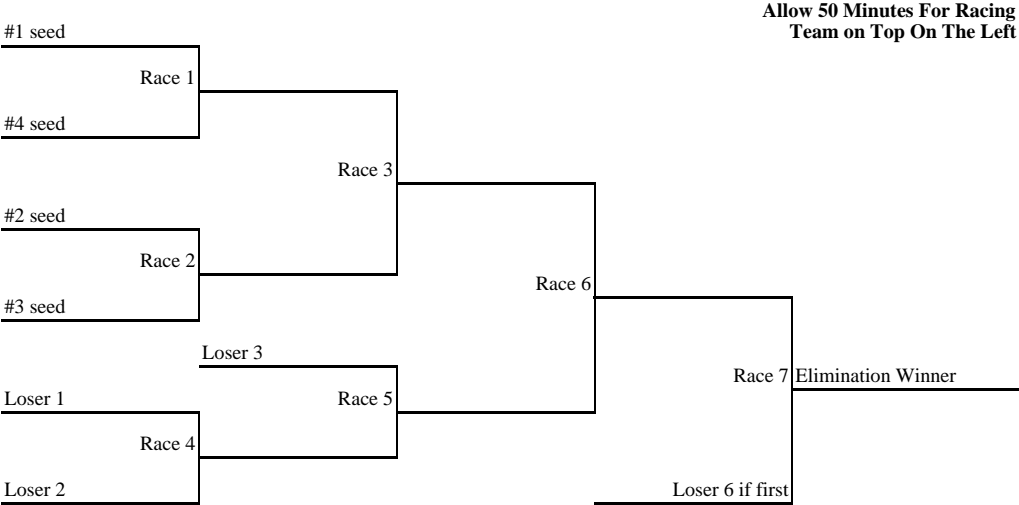 Allow 50 Minutes For Racing
Team on Top On The Left
#1 seed
Race 1
#4 seed
Race 3
#2 seed
Race 2
Race 6
#3 seed
Loser 3
Race 7 Elimination Winner
Loser 1
Race 5
Race 4
Loser 2
Loser 6 if first